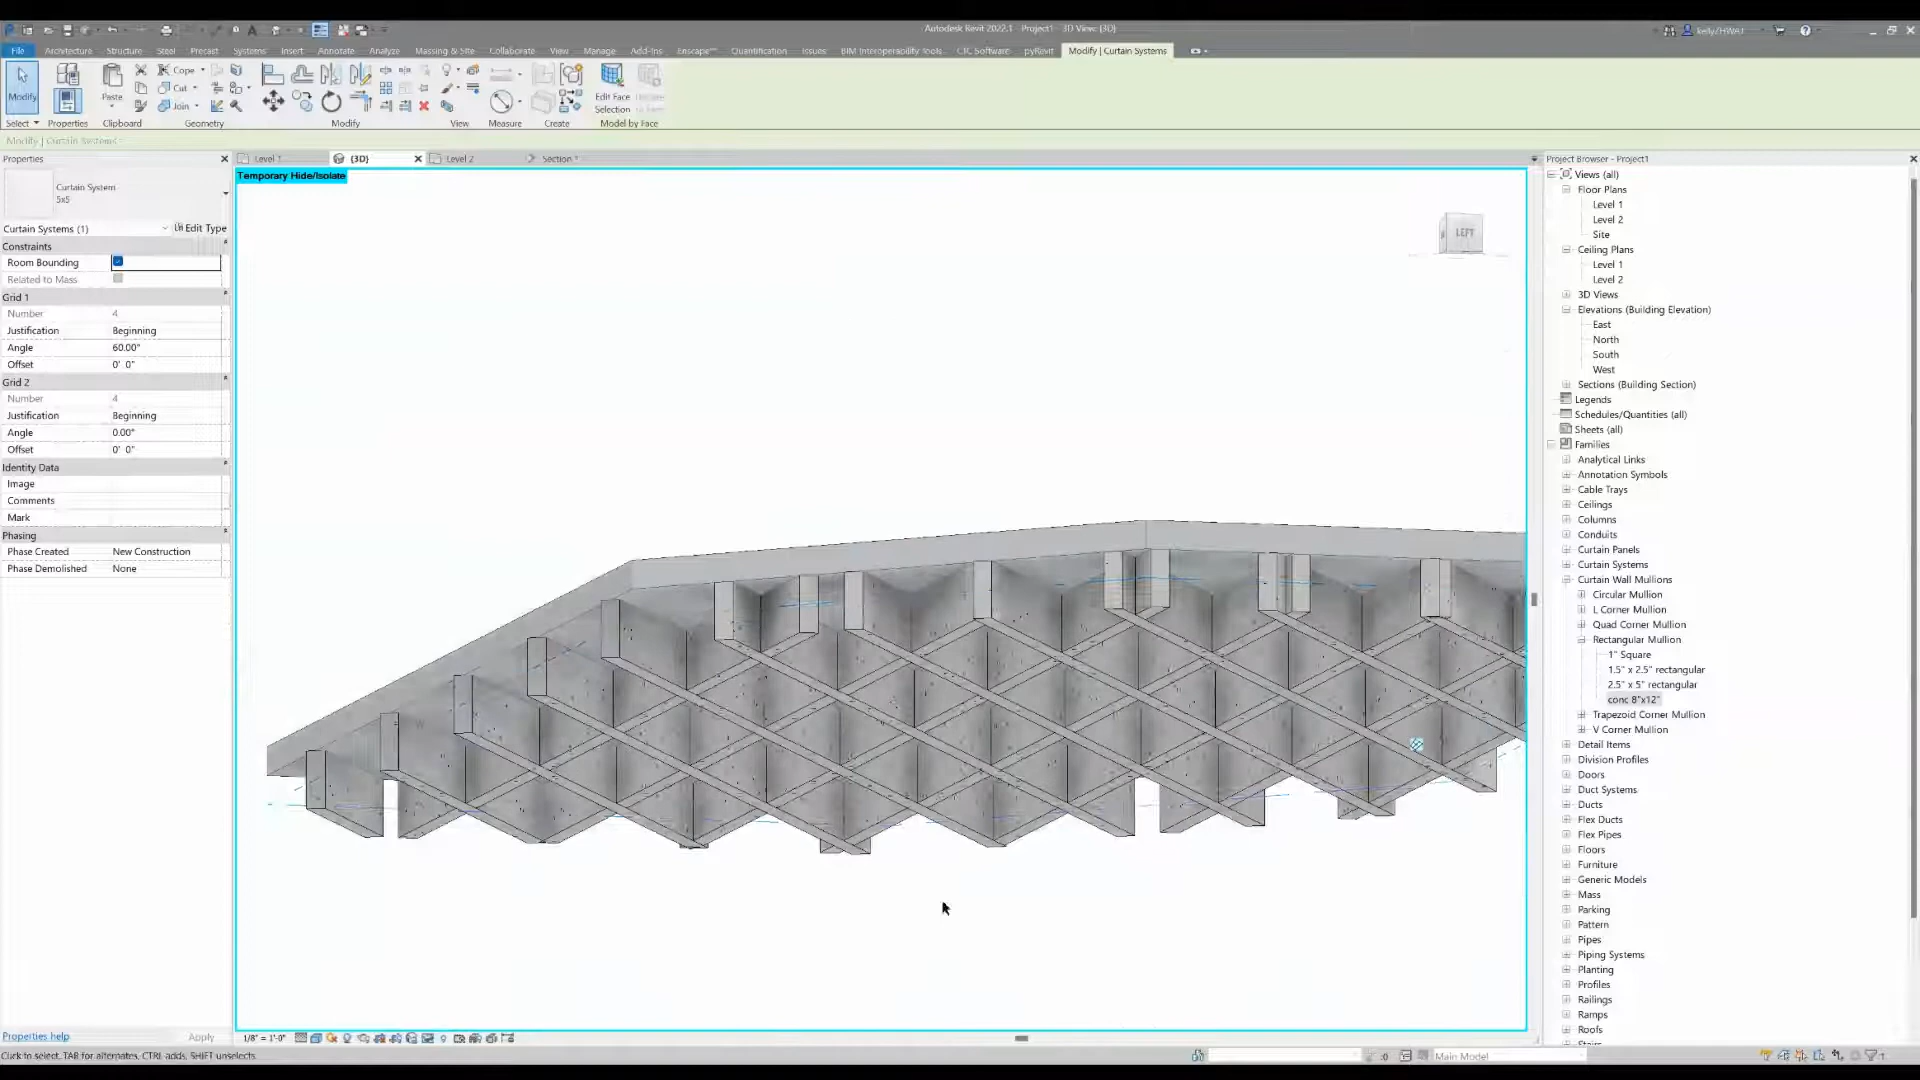 Autodesk Revit 2022.1 - Project1 - 3D View: {3D}
kellyJHWHJ
File Architecture Structure Steel Precast Systems Insert Annotate Analyze Massing & Site Collaborate View Manage Add-Ins Enscape™ Quantification Issues BIM Interoperability Tools CTC Software pyRevit Modify | Curtain Systems
Modify
Paste
Cope
Cut
Join
Edit Face
Selection
Select Properties Clipboard Geometry Modify View Measure Create Model by Face
Modify | Curtain Systems
Properties
Level 1 {3D} Level 2 Section 1
Project Browser - Project1
Temporary Hide/Isolate
LEFT
Curtain System
5x5
Curtain Systems (1) Edit Type
Constraints
Room Bounding
Related to Mass
Grid 1
Number 4
Justification Beginning
Angle 60.00°
Offset 0' 0"
Grid 2
Number 4
Justification Beginning
Angle 0.00°
Offset 0' 0"
Identity Data
Image
Comments
Mark
Phasing
Phase Created New Construction
Phase Demolished None
Properties help Apply
Views (all)
Floor Plans
Level 1
Level 2
Site
Ceiling Plans
Level 1
Level 2
3D Views
Elevations (Building Elevation)
East
North
South
West
Sections (Building Section)
Legends
Schedules/Quantities (all)
Sheets (all)
Families
Analytical Links
Annotation Symbols
Cable Trays
Ceilings
Columns
Conduits
Curtain Panels
Curtain Systems
Curtain Wall Mullions
Circular Mullion
L Corner Mullion
Quad Corner Mullion
Rectangular Mullion
1" Square
1.5" x 2.5" rectangular
2.5" x 5" rectangular
conc 8"x12"
Trapezoid Corner Mullion
V Corner Mullion
Detail Items
Division Profiles
Doors
Duct Systems
Ducts
Flex Ducts
Flex Pipes
Floors
Furniture
Generic Models
Mass
Parking
Pattern
Pipes
Piping Systems
Planting
Profiles
Railings
Ramps
Roofs
1/8" = 1'-0"
Click to select, TAB for alternates, CTRL adds, SHIFT unselects.
:0
Main Model
:1